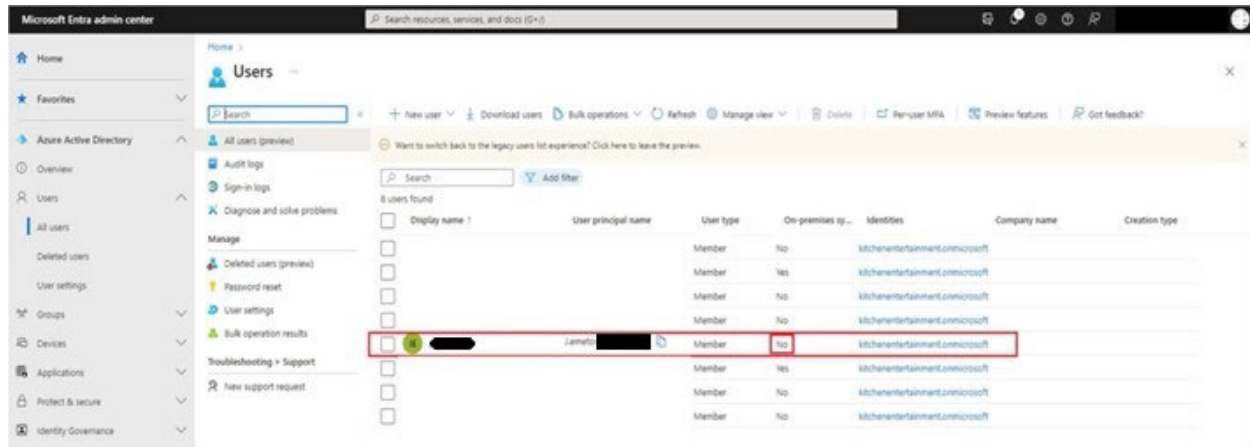 Microsoft Entra admin center
Search resources, services, and docs (G+/)
Home
Favorites
Azure Active Directory
Overview
Users
All users
Deleted users
User settings
Groups
Devices
Applications
Protect & secure
Identity Governance
Home >
Users ...
Search
All users (preview)
Audit logs
Sign-in logs
Diagnose and solve problems
Manage
Deleted users (preview)
Password reset
User settings
Bulk operation results
Troubleshooting + Support
New support request
New user Download users Bulk operations Refresh Manage view Delete Per-user MFA Preview features Got feedback?
Want to switch back to the legacy users list experience? Click here to leave the preview.
Search Add filter
8 users found
Display name ↑ User principal name User type On-premises sy... Identities Company name Creation type
Member No kitchenentertainment.onmicrosoft
Member Yes kitchenentertainment.onmicrosoft
Member No kitchenentertainment.onmicrosoft
Member No kitchenentertainment.onmicrosoft
Member No kitchenentertainment.onmicrosoft
Member Yes kitchenentertainment.onmicrosoft
Member No kitchenentertainment.onmicrosoft
Member No kitchenentertainment.onmicrosoft